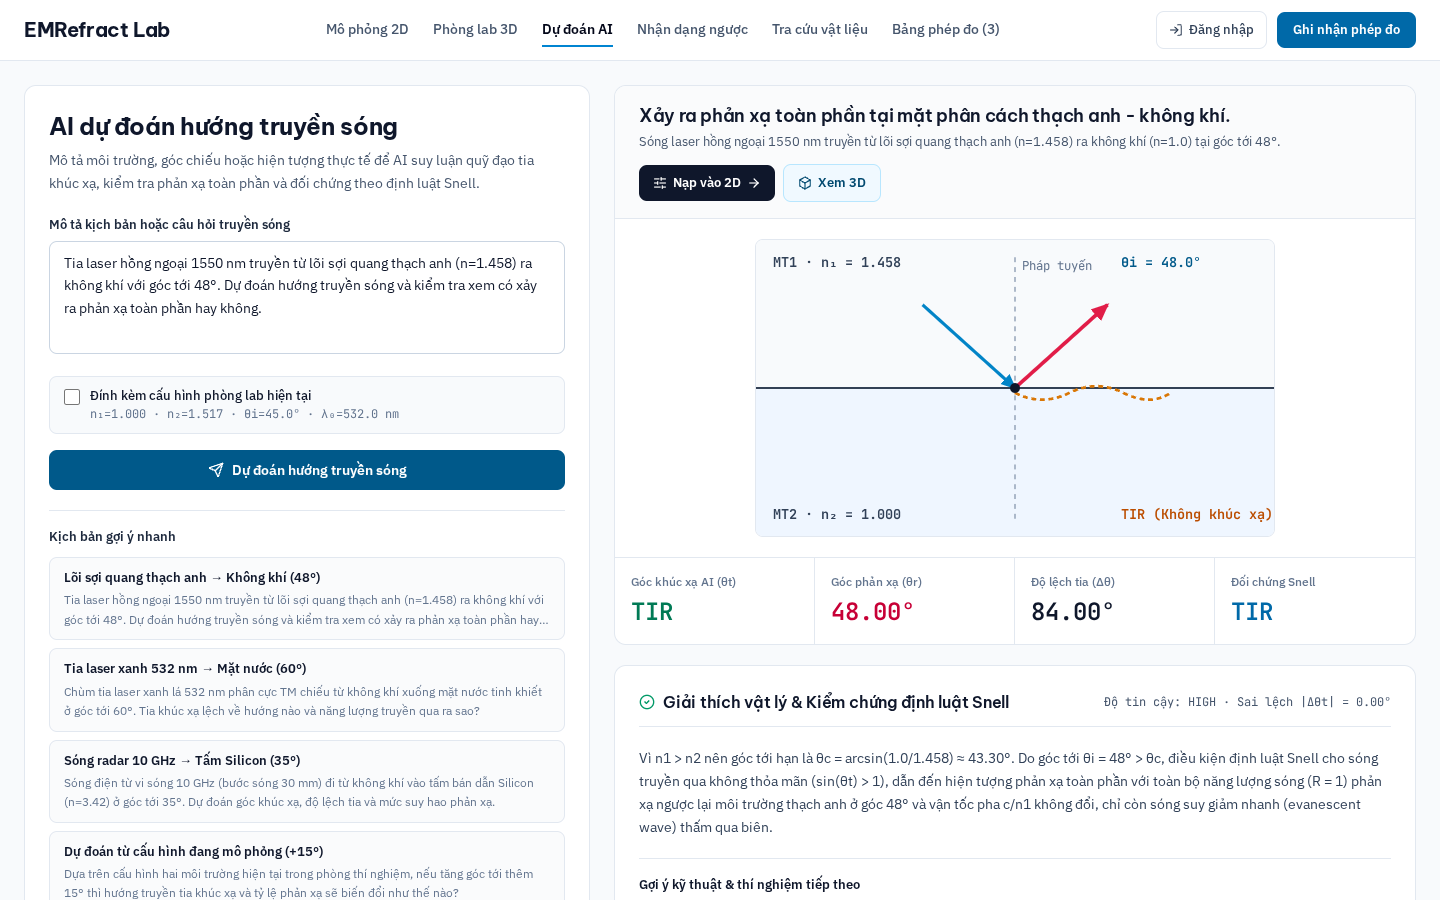 EMRefract Lab
Mô phỏng 2D
Phòng lab 3D
Dự đoán AI
Nhận dạng ngược
Tra cứu vật liệu
Bảng phép đo (3)
Đăng nhập
Ghi nhận phép đo
AI dự đoán hướng truyền sóng
Mô tả môi trường, góc chiếu hoặc hiện tượng thực tế để AI suy luận quỹ đạo tia
khúc xạ, kiểm tra phản xạ toàn phần và đối chứng theo định luật Snell.
Mô tả kịch bản hoặc câu hỏi truyền sóng
Tia laser hồng ngoại 1550 nm truyền từ lõi sợi quang thạch anh (n=1.458) ra
không khí với góc tới 48°. Dự đoán hướng truyền sóng và kiểm tra xem có xảy
ra phản xạ toàn phần hay không.
Đính kèm cấu hình phòng lab hiện tại
n₁=1.000 · n₂=1.517 · θi=45.0° · λ₀=532.0 nm
Dự đoán hướng truyền sóng
Kịch bản gợi ý nhanh
Lõi sợi quang thạch anh → Không khí (48°)
Tia laser hồng ngoại 1550 nm truyền từ lõi sợi quang thạch anh (n=1.458) ra không khí với
góc tới 48°. Dự đoán hướng truyền sóng và kiểm tra xem có xảy ra phản xạ toàn phần hay...
Tia laser xanh 532 nm → Mặt nước (60°)
Chùm tia laser xanh lá 532 nm phân cực TM chiếu từ không khí xuống mặt nước tinh khiết
ở góc tới 60°. Tia khúc xạ lệch về hướng nào và năng lượng truyền qua ra sao?
Sóng radar 10 GHz → Tấm Silicon (35°)
Sóng điện từ vi sóng 10 GHz (bước sóng 30 mm) đi từ không khí vào tấm bán dẫn Silicon
(n=3.42) ở góc tới 35°. Dự đoán góc khúc xạ, độ lệch tia và mức suy hao phản xạ.
Dự đoán từ cấu hình đang mô phỏng (+15°)
Dựa trên cấu hình hai môi trường hiện tại trong phòng thí nghiệm, nếu tăng góc tới thêm
15° thì hướng truyền tia khúc xạ và tỷ lệ phản xạ sẽ biến đổi như thế nào?
Xảy ra phản xạ toàn phần tại mặt phân cách thạch anh - không khí.
Sóng laser hồng ngoại 1550 nm truyền từ lõi sợi quang thạch anh (n=1.458) ra không khí (n=1.0) tại góc tới 48°.
Nạp vào 2D →
Xem 3D
MT1 · n₁ = 1.458
Pháp tuyến
θi = 48.0°
MT2 · n₂ = 1.000
TIR (Không khúc xạ)
Góc khúc xạ AI (θt)
TIR
Góc phản xạ (θr)
48.00°
Độ lệch tia (Δθ)
84.00°
Đối chứng Snell
TIR
Giải thích vật lý & Kiểm chứng định luật Snell
Độ tin cậy: HIGH · Sai lệch |Δθt| = 0.00°
Vì n1 > n2 nên góc tới hạn là θc = arcsin(1.0/1.458) ≈ 43.30°. Do góc tới θi = 48° > θc, điều kiện định luật Snell cho sóng
truyền qua không thỏa mãn (sin(θt) > 1), dẫn đến hiện tượng phản xạ toàn phần với toàn bộ năng lượng sóng (R = 1) phản
xạ ngược lại môi trường thạch anh ở góc 48° và vận tốc pha c/n1 không đổi, chỉ còn sóng suy giảm nhanh (evanescent
wave) thấm qua biên.
Gợi ý kỹ thuật & thí nghiệm tiếp theo